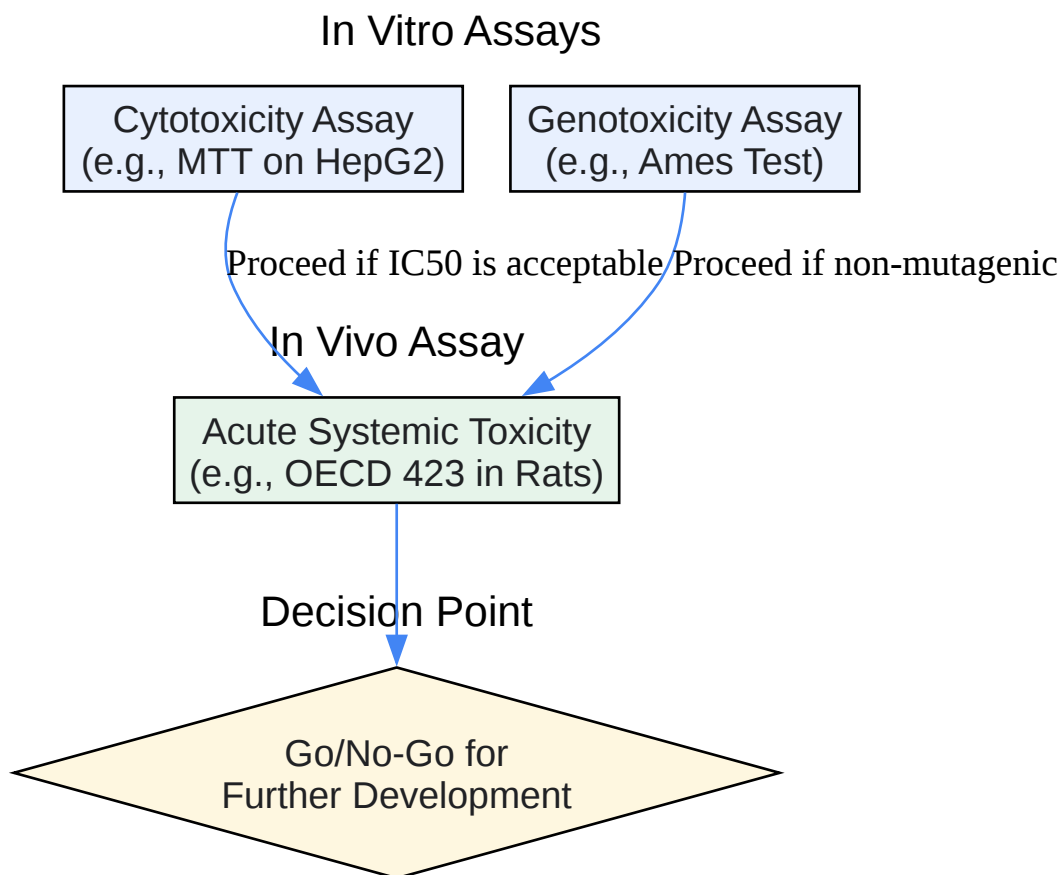 In Vitro Assays
Cytotoxicity Assay
(e.g., MTT on HepG2)
Genotoxicity Assay
(e.g., Ames Test)
Proceed if IC50 is acceptable
Proceed if non-mutagenic
In Vivo Assay
Acute Systemic Toxicity
(e.g., OECD 423 in Rats)
Decision Point
Go/No-Go for
Further Development